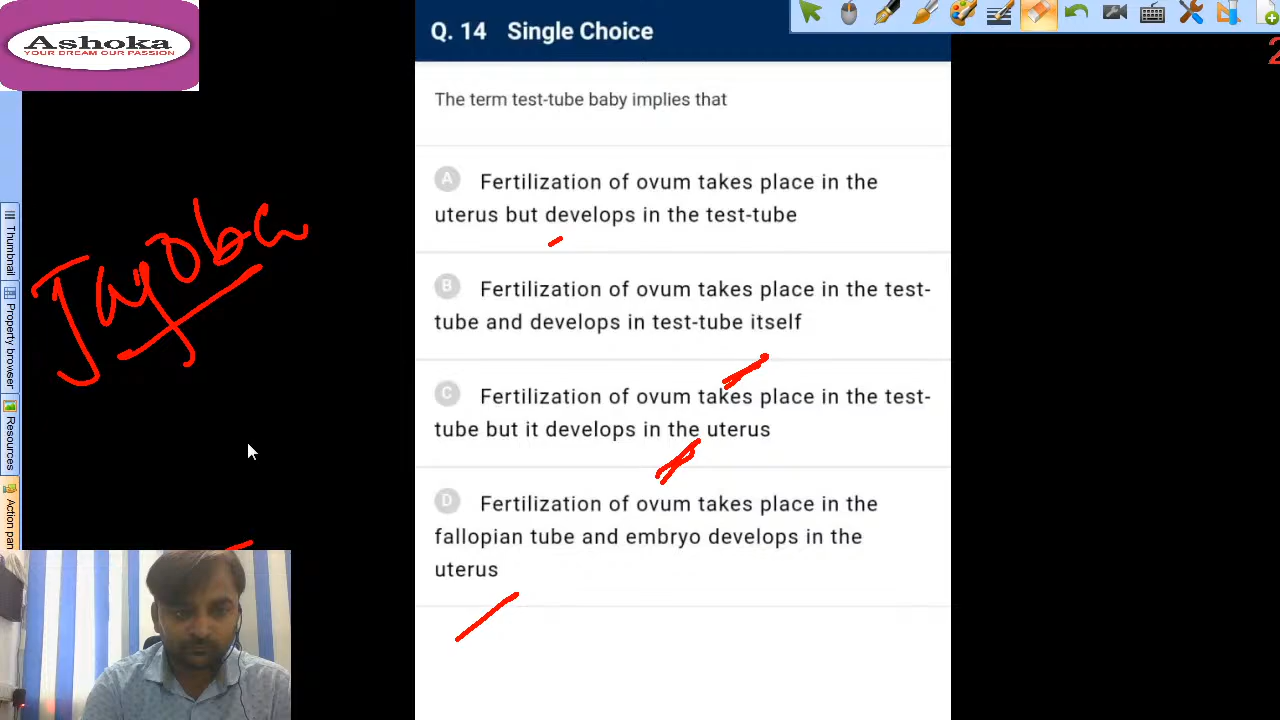 Ashoka
YOUR DREAM OUR PASSION
Q. 14 Single Choice
The term test-tube baby implies that
A Fertilization of ovum takes place in the
uterus but develops in the test-tube
B Fertilization of ovum takes place in the test-
tube and develops in test-tube itself
C Fertilization of ovum takes place in the test-
tube but it develops in the uterus
D Fertilization of ovum takes place in the
fallopian tube and embryo develops in the
uterus
Thumbnail
Property browser
Resources
Action pan